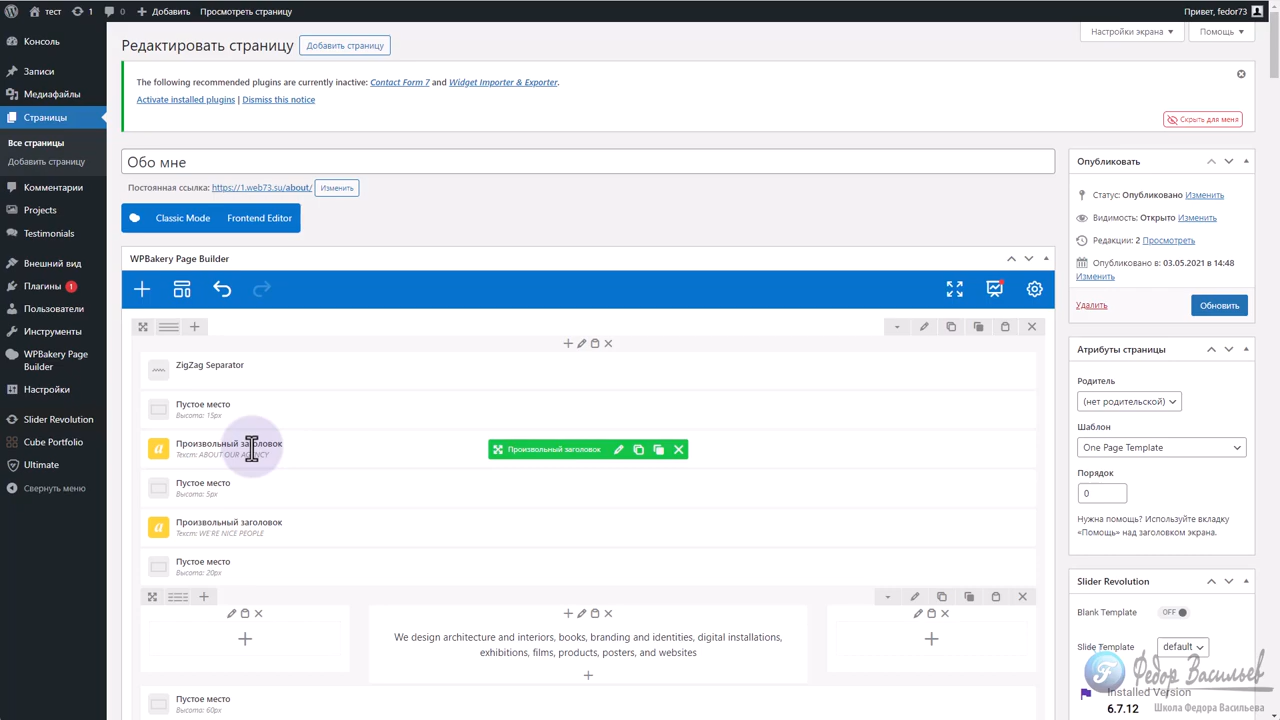 тест
1
0
Добавить
Привет, fedor73
Консоль
Записи
Медиафайлы
Страницы
Все страницы
Добавить страницу
Комментарии
Projects
Testimonials
Внешний вид
Плагины 1
Пользователи
Инструменты
WPBakery Page
Builder
Настройки
Slider Revolution
Cube Portfolio
Ultimate
Свернуть меню
Настройки экрана
Помощь
Редактировать страницу
Добавить страницу
The following recommended plugins are currently inactive: Contact Form 7 and Widget Importer & Exporter.
Activate installed plugins | Dismiss this notice
Скрыть для меня
Обо мне
Постоянная ссылка: https://1.web73.su/about/ Изменить
Classic Mode Frontend Editor
WPBakery Page Builder
ZigZag Separator
Пустое место
Высота: 15px
Произвольный заголовок
Текст: ABOUT OUR AGENCY
Произвольный заголовок
Пустое место
Высота: 5px
Произвольный заголовок
Текст: WE'RE NICE PEOPLE
Пустое место
Высота: 20px
We design architecture and interiors, books, branding and identities, digital installations,
exhibitions, films, products, posters, and websites
Пустое место
Высота: 60px
Опубликовать
Статус: Опубликовано Изменить
Видимость: Открыто Изменить
Редакции: 2 Просмотреть
Опубликовано в: 03.05.2021 в 14:48
Изменить
Удалить
Обновить
Атрибуты страницы
Родитель
(нет родительской)
Шаблон
One Page Template
Порядок
0
Нужна помощь? Используйте вкладку
«Помощь» над заголовком экрана.
Slider Revolution
Blank Template OFF
Slide Template default
Installed Version
6.7.12
Федор Васильев
Школа Федора Васильева